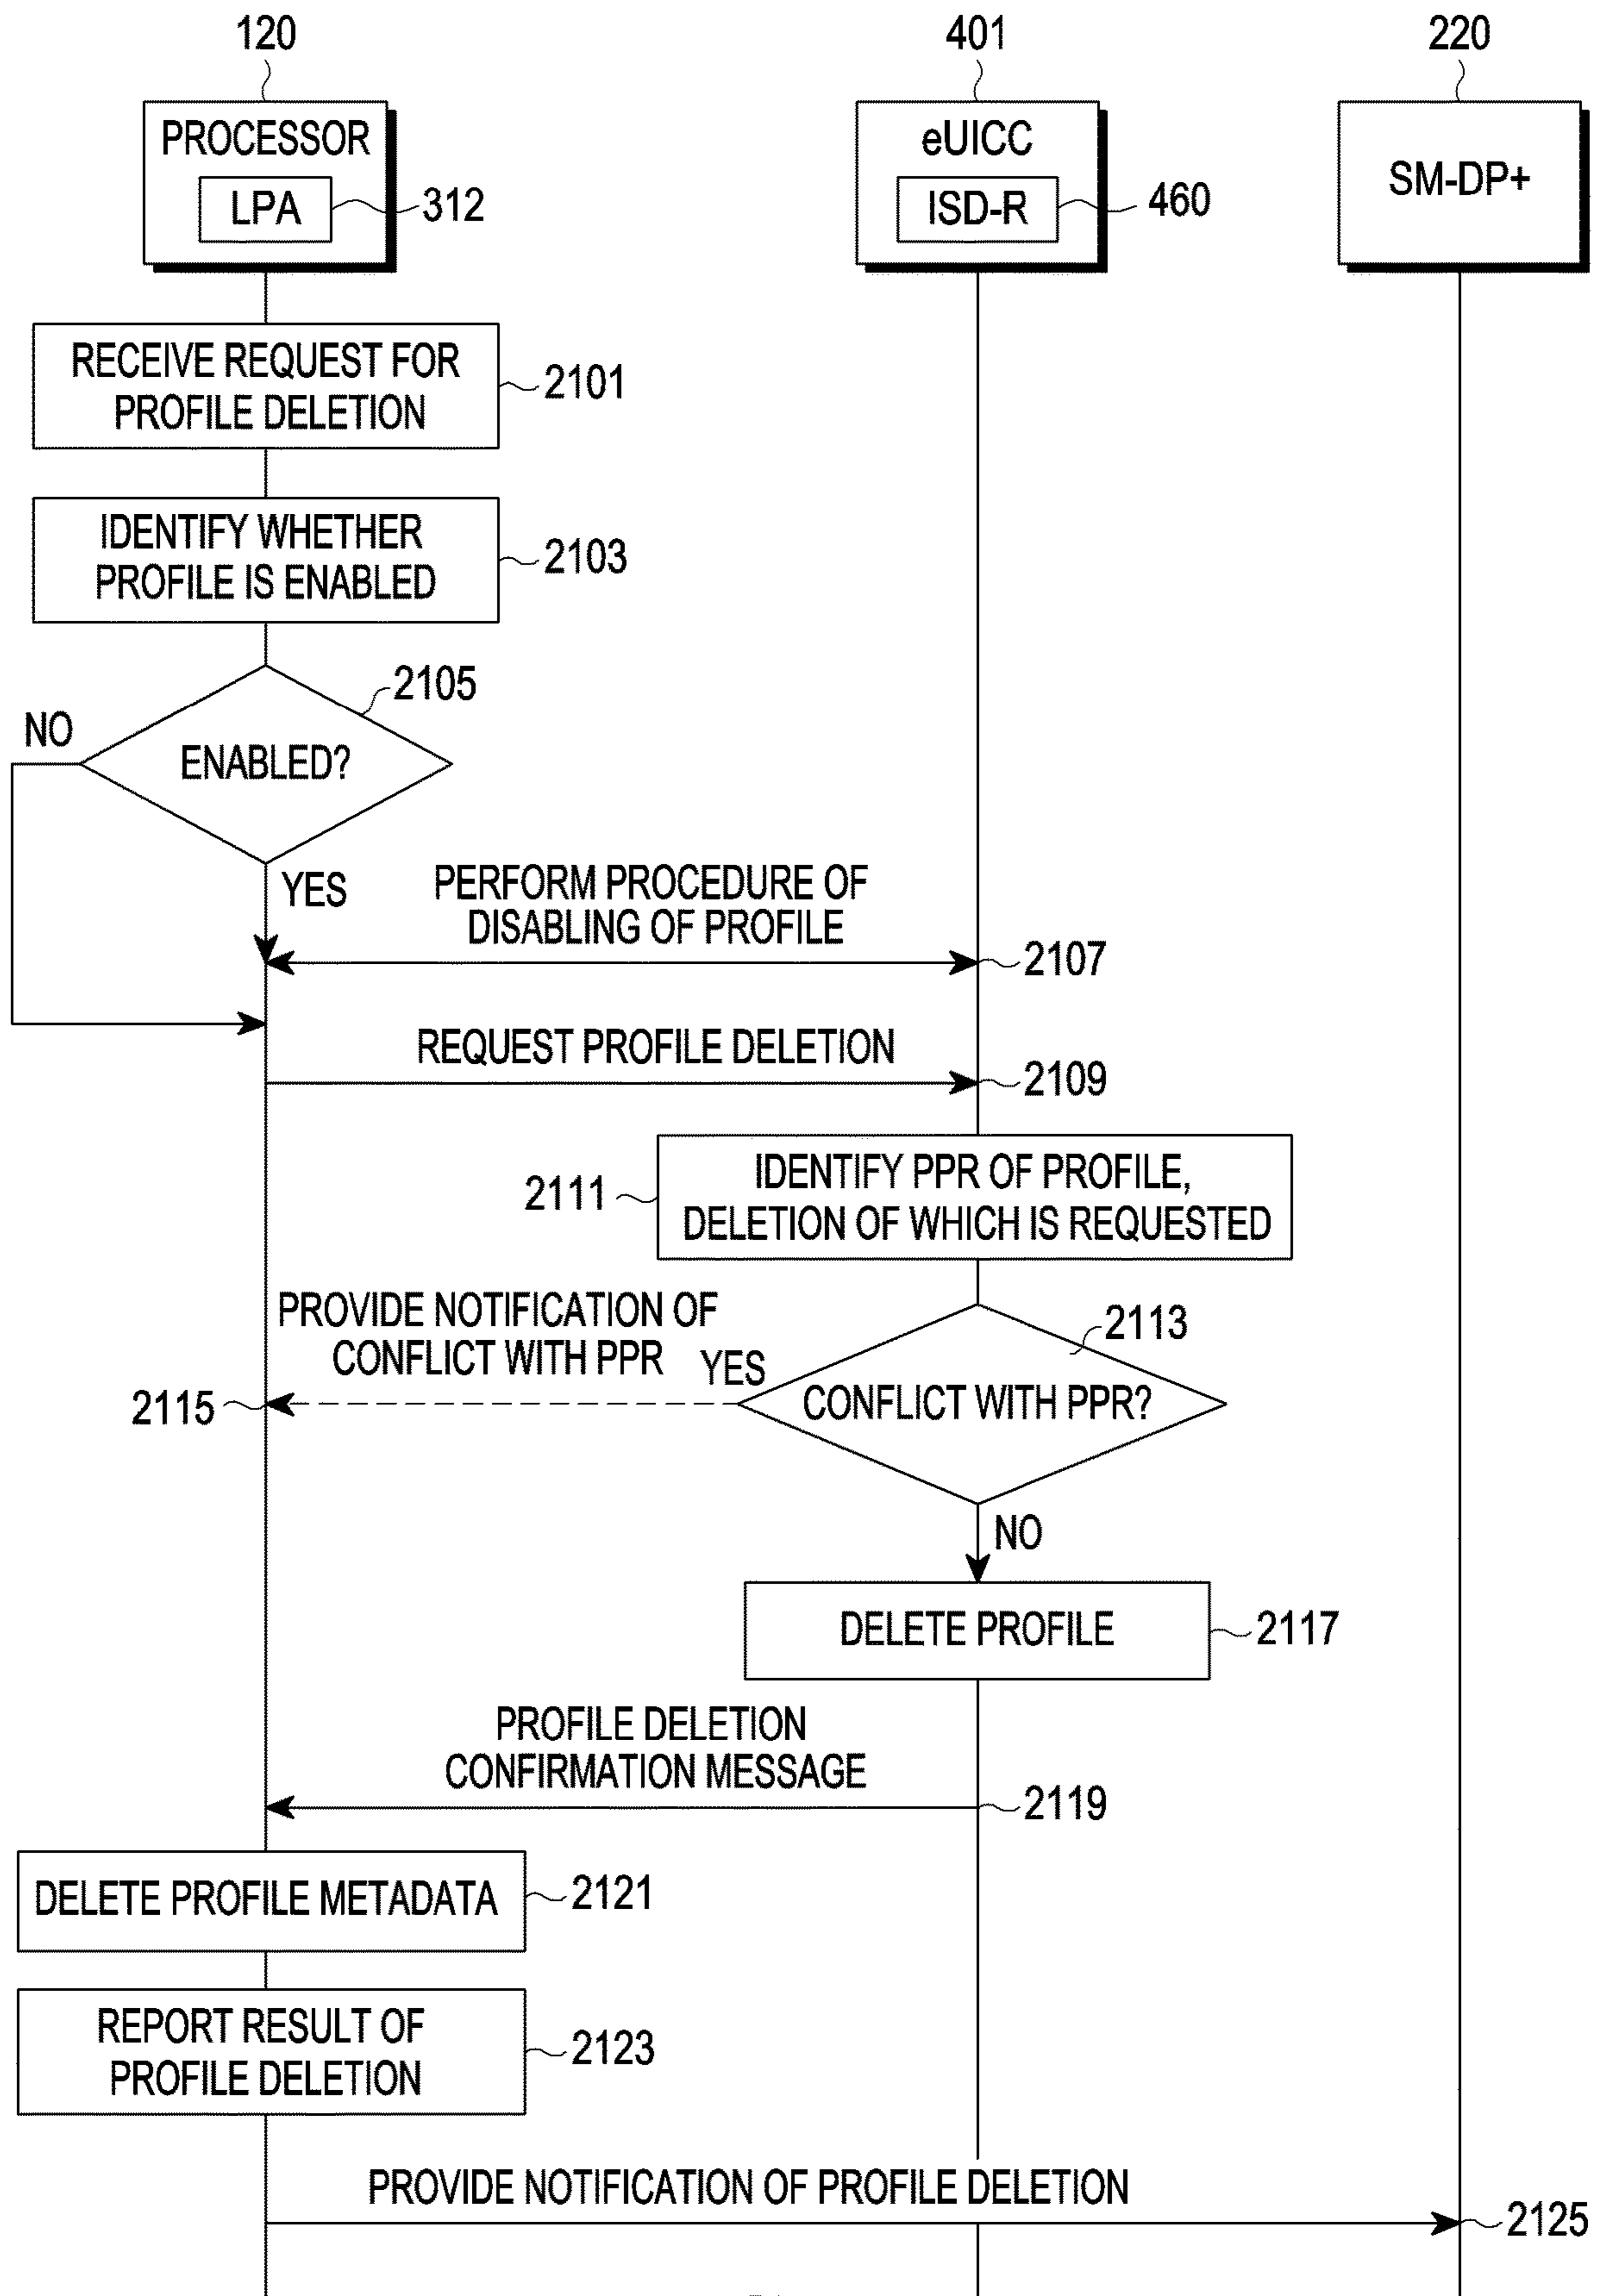 120
401
220
PROCESSOR
LPA
312
eUICC
ISD-R
460
SM-DP+
RECEIVE REQUEST FOR
PROFILE DELETION
2101
IDENTIFY WHETHER
PROFILE IS ENABLED
2103
2105
NO
ENABLED?
YES
PERFORM PROCEDURE OF
DISABLING OF PROFILE
2107
REQUEST PROFILE DELETION
2109
2111
IDENTIFY PPR OF PROFILE,
DELETION OF WHICH IS REQUESTED
PROVIDE NOTIFICATION OF
CONFLICT WITH PPR
YES
2113
2115
CONFLICT WITH PPR?
NO
DELETE PROFILE
2117
PROFILE DELETION
CONFIRMATION MESSAGE
2119
DELETE PROFILE METADATA
2121
REPORT RESULT OF
PROFILE DELETION
2123
PROVIDE NOTIFICATION OF PROFILE DELETION
2125